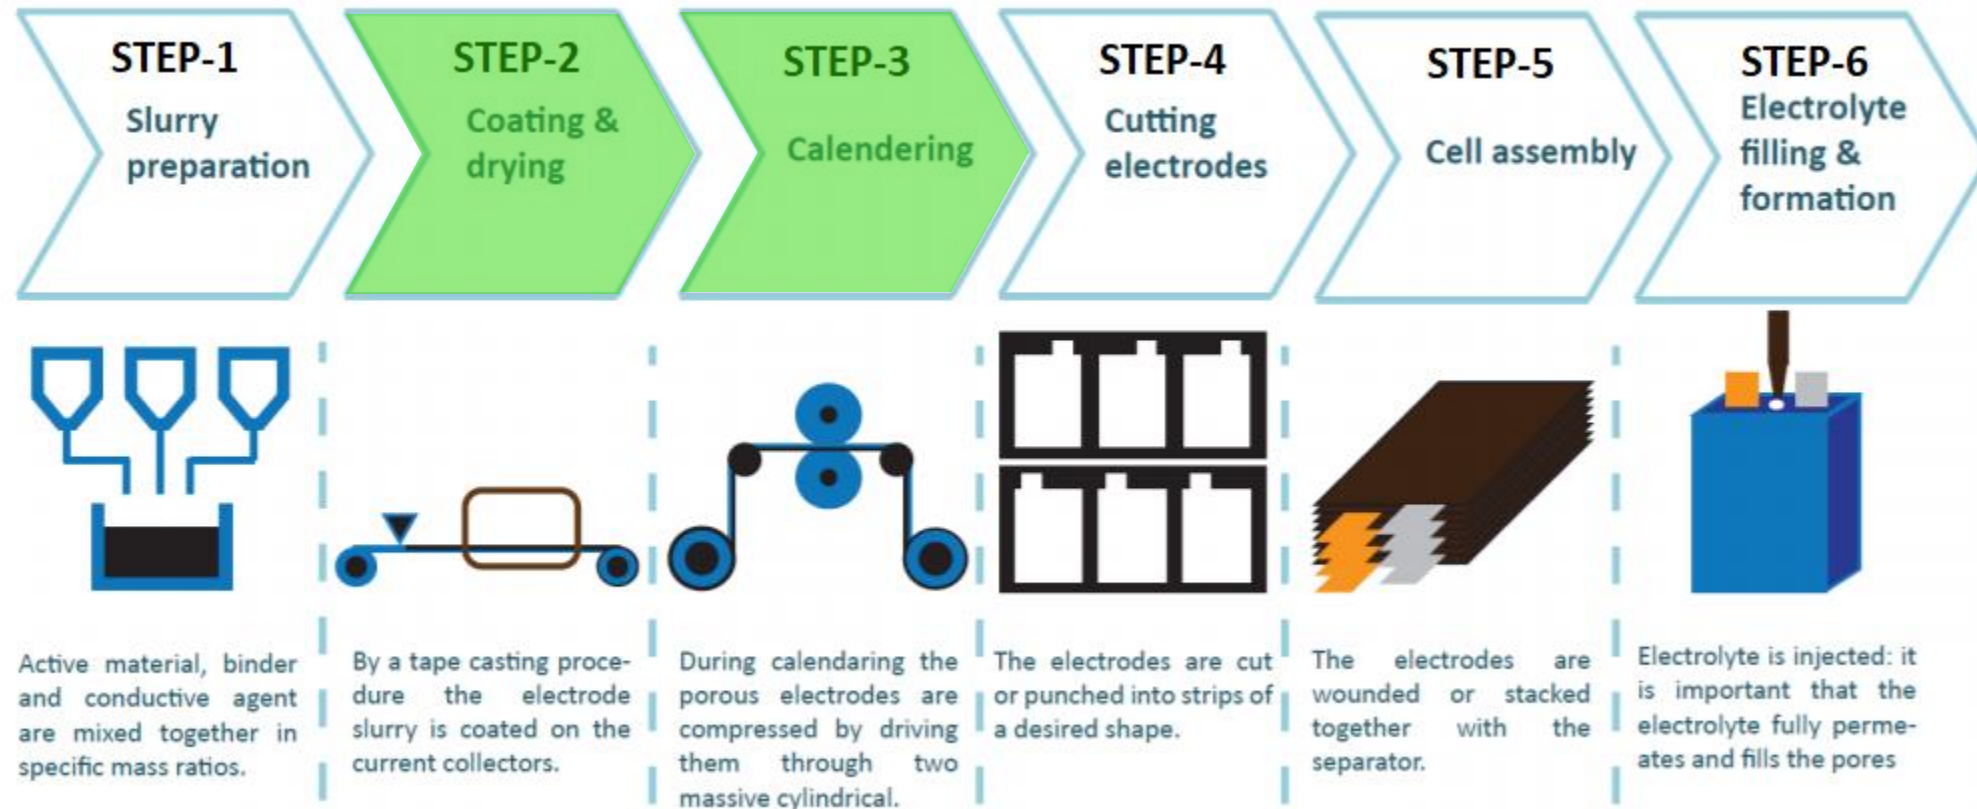 STEP-1
Slurry
preparation
STEP-2
Coating &
drying
STEP-3
Calendering
STEP-4
Cutting
electrodes
STEP-5
Cell assembly
STEP-6
Electrolyte
filling &
formation
Active material, binder
and conductive agent
are mixed together in
specific mass ratios.
By a tape casting proce-
dure the electrode
slurry is coated on the
current collectors.
During calendaring the
porous electrodes are
compressed by driving
them through two
massive cylindrical.
The electrodes are cut
or punched into strips of
a desired shape.
The electrodes are
wounded or stacked
together with the
separator.
Electrolyte is injected: it
is important that the
electrolyte fully perme-
ates and fills the pores